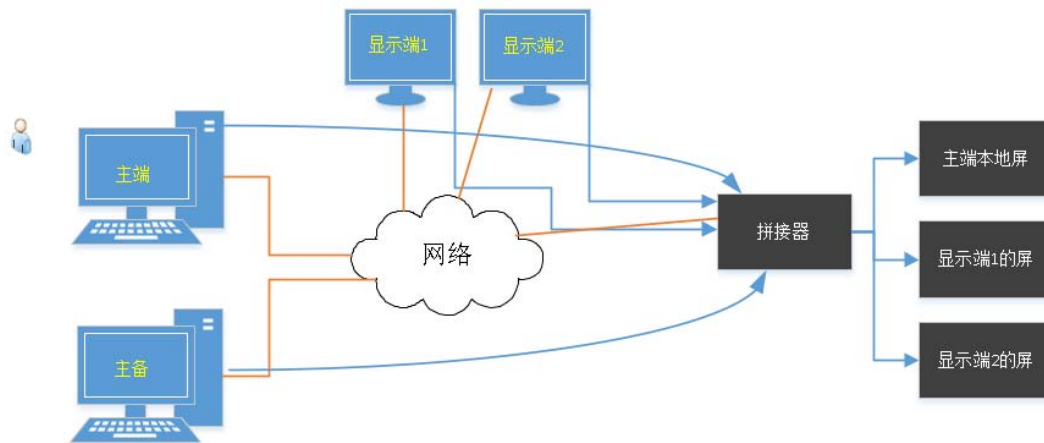 显示端1
显示端2
主端
主端本地屏
拼接器
网络
显示端1的屏
主备
显示端2的屏